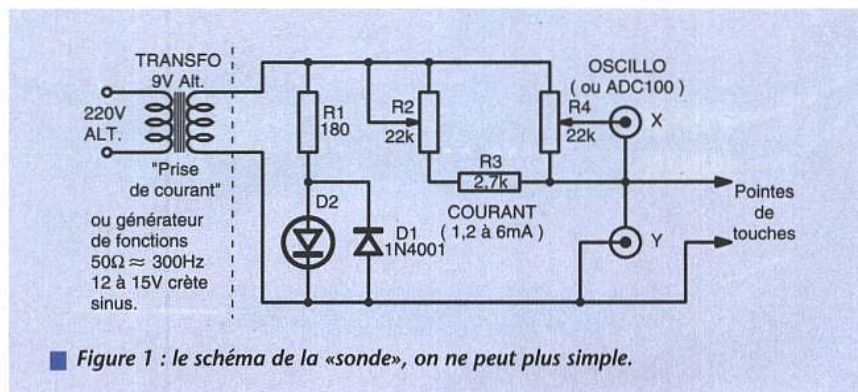 TRANSFO
9V Alt.
220V
ALT.
"Prise
de courant"
ou générateur
de fonctions
50Ω ≈ 300Hz
12 à 15V crète
sinus.
R1
180
D2
D1
1N4001
R2
22k
R3
2,7k
COURANT
( 1,2 à 6mA )
R4
22k
OSCILLO
( ou ADC100 )
X
Y
Pointes
de
touches
Figure 1 : le schéma de la «sonde», on ne peut plus simple.